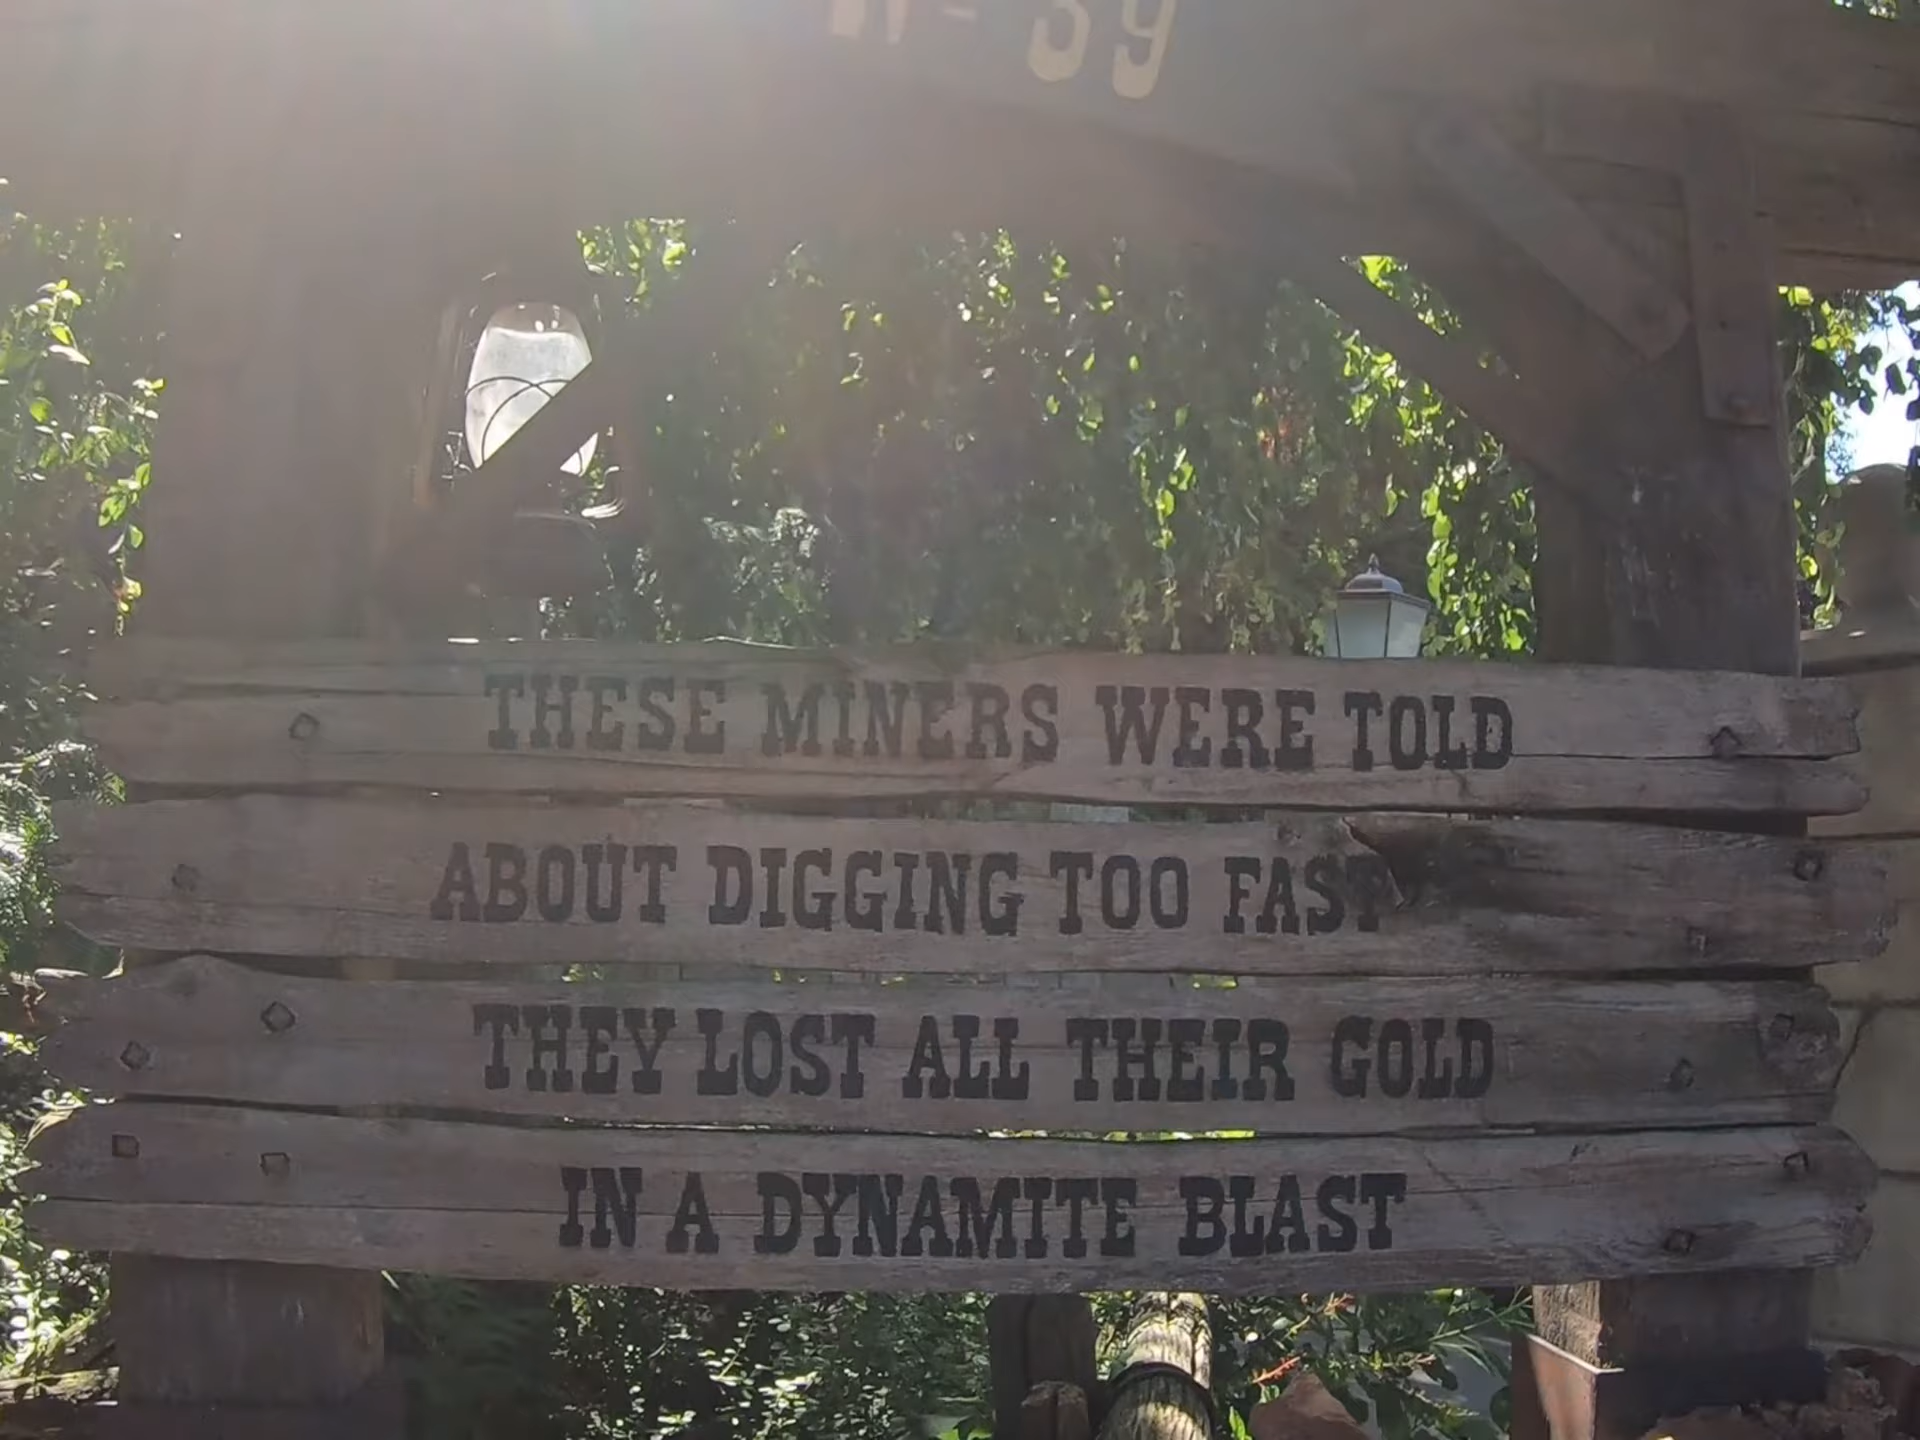 39
THESE MINERS WERE TOLD
ABOUT DIGGING TOO FAST
THEY LOST ALL THEIR GOLD
IN A DYNAMITE BLAST